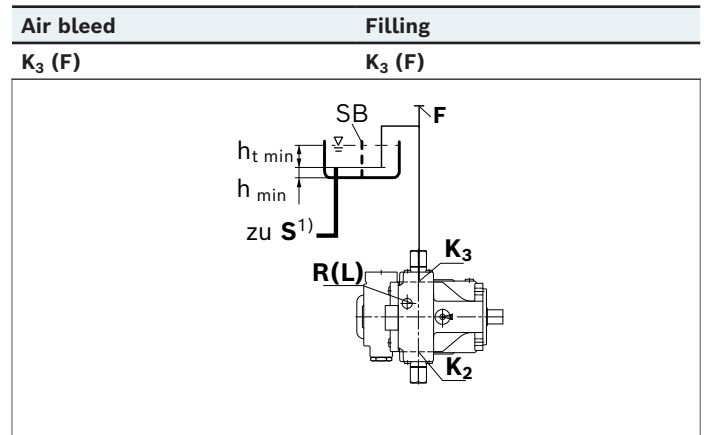 Air bleed Filling
K₃ (F) K₃ (F)
SB
F
hₜ ₘᵢₙ
h ₘᵢₙ
zu S¹⁾
K₃
R(L)
K₂